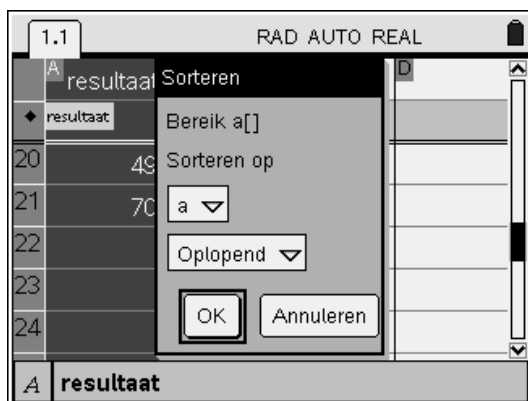 1.1 RAD AUTO REAL
A resultaat D
◆ resultaat
Sorteren
Bereik a[]
Sorteren op
a
Oplopend
OK Annuleren
20 49
21 70
22
23
24
A resultaat